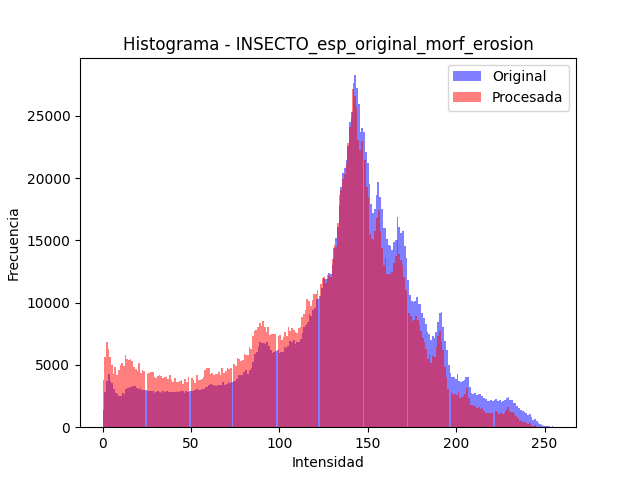 Histograma - INSECTO_esp_original_morf_erosion
Original
Procesada
Frecuencia
25000
20000
15000
10000
5000
0
0 50 100 150 200 250
Intensidad